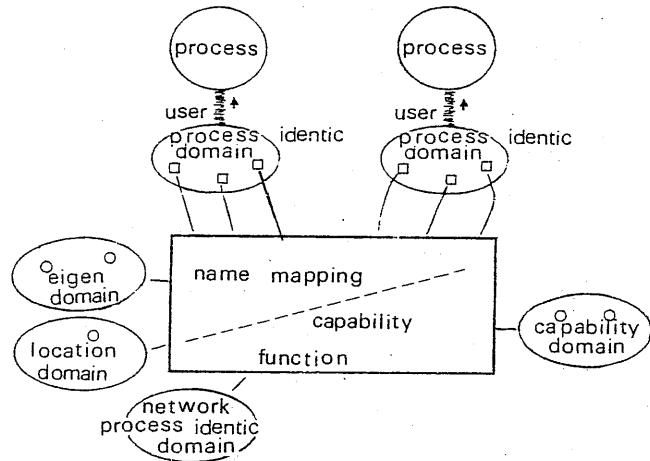 process
process
user
process identic
domain
user
process identic
domain
name mapping
eigen
domain
capability
capability
domain
location
domain
function
network
process identic
domain